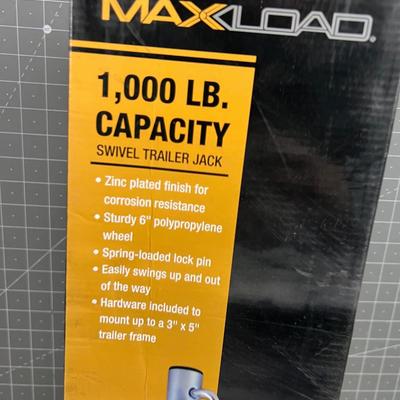 MAXXLOAD®
1,000 LB.
CAPACITY
SWIVEL TRAILER JACK
• Zinc plated finish for
corrosion resistance
• Sturdy 6" polypropylene
wheel
• Spring-loaded lock pin
• Easily swings up and out
of the way
• Hardware included to
mount up to a 3" x 5"
trailer frame